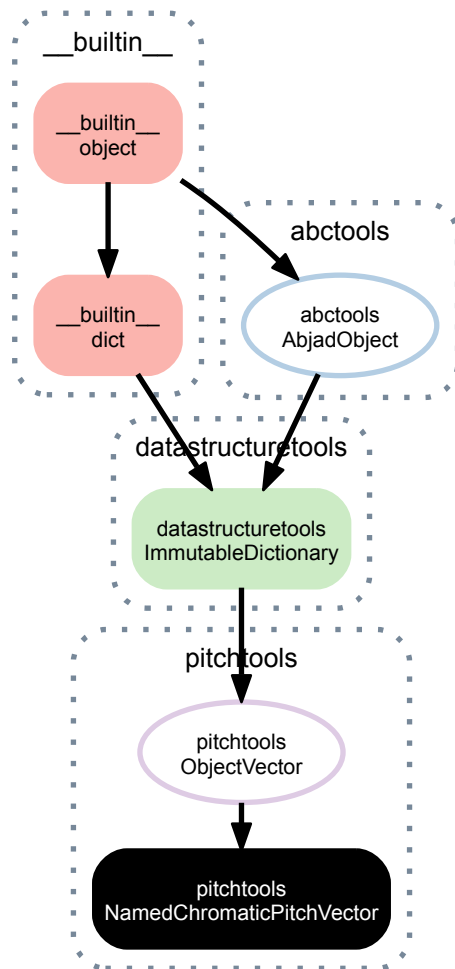 __builtin__
__builtin__
object
abctools
__builtin__
dict
abctools
AbjadObject
datastructuretools
datastructuretools
ImmutableDictionary
pitchtools
pitchtools
ObjectVector
pitchtools
NamedChromaticPitchVector